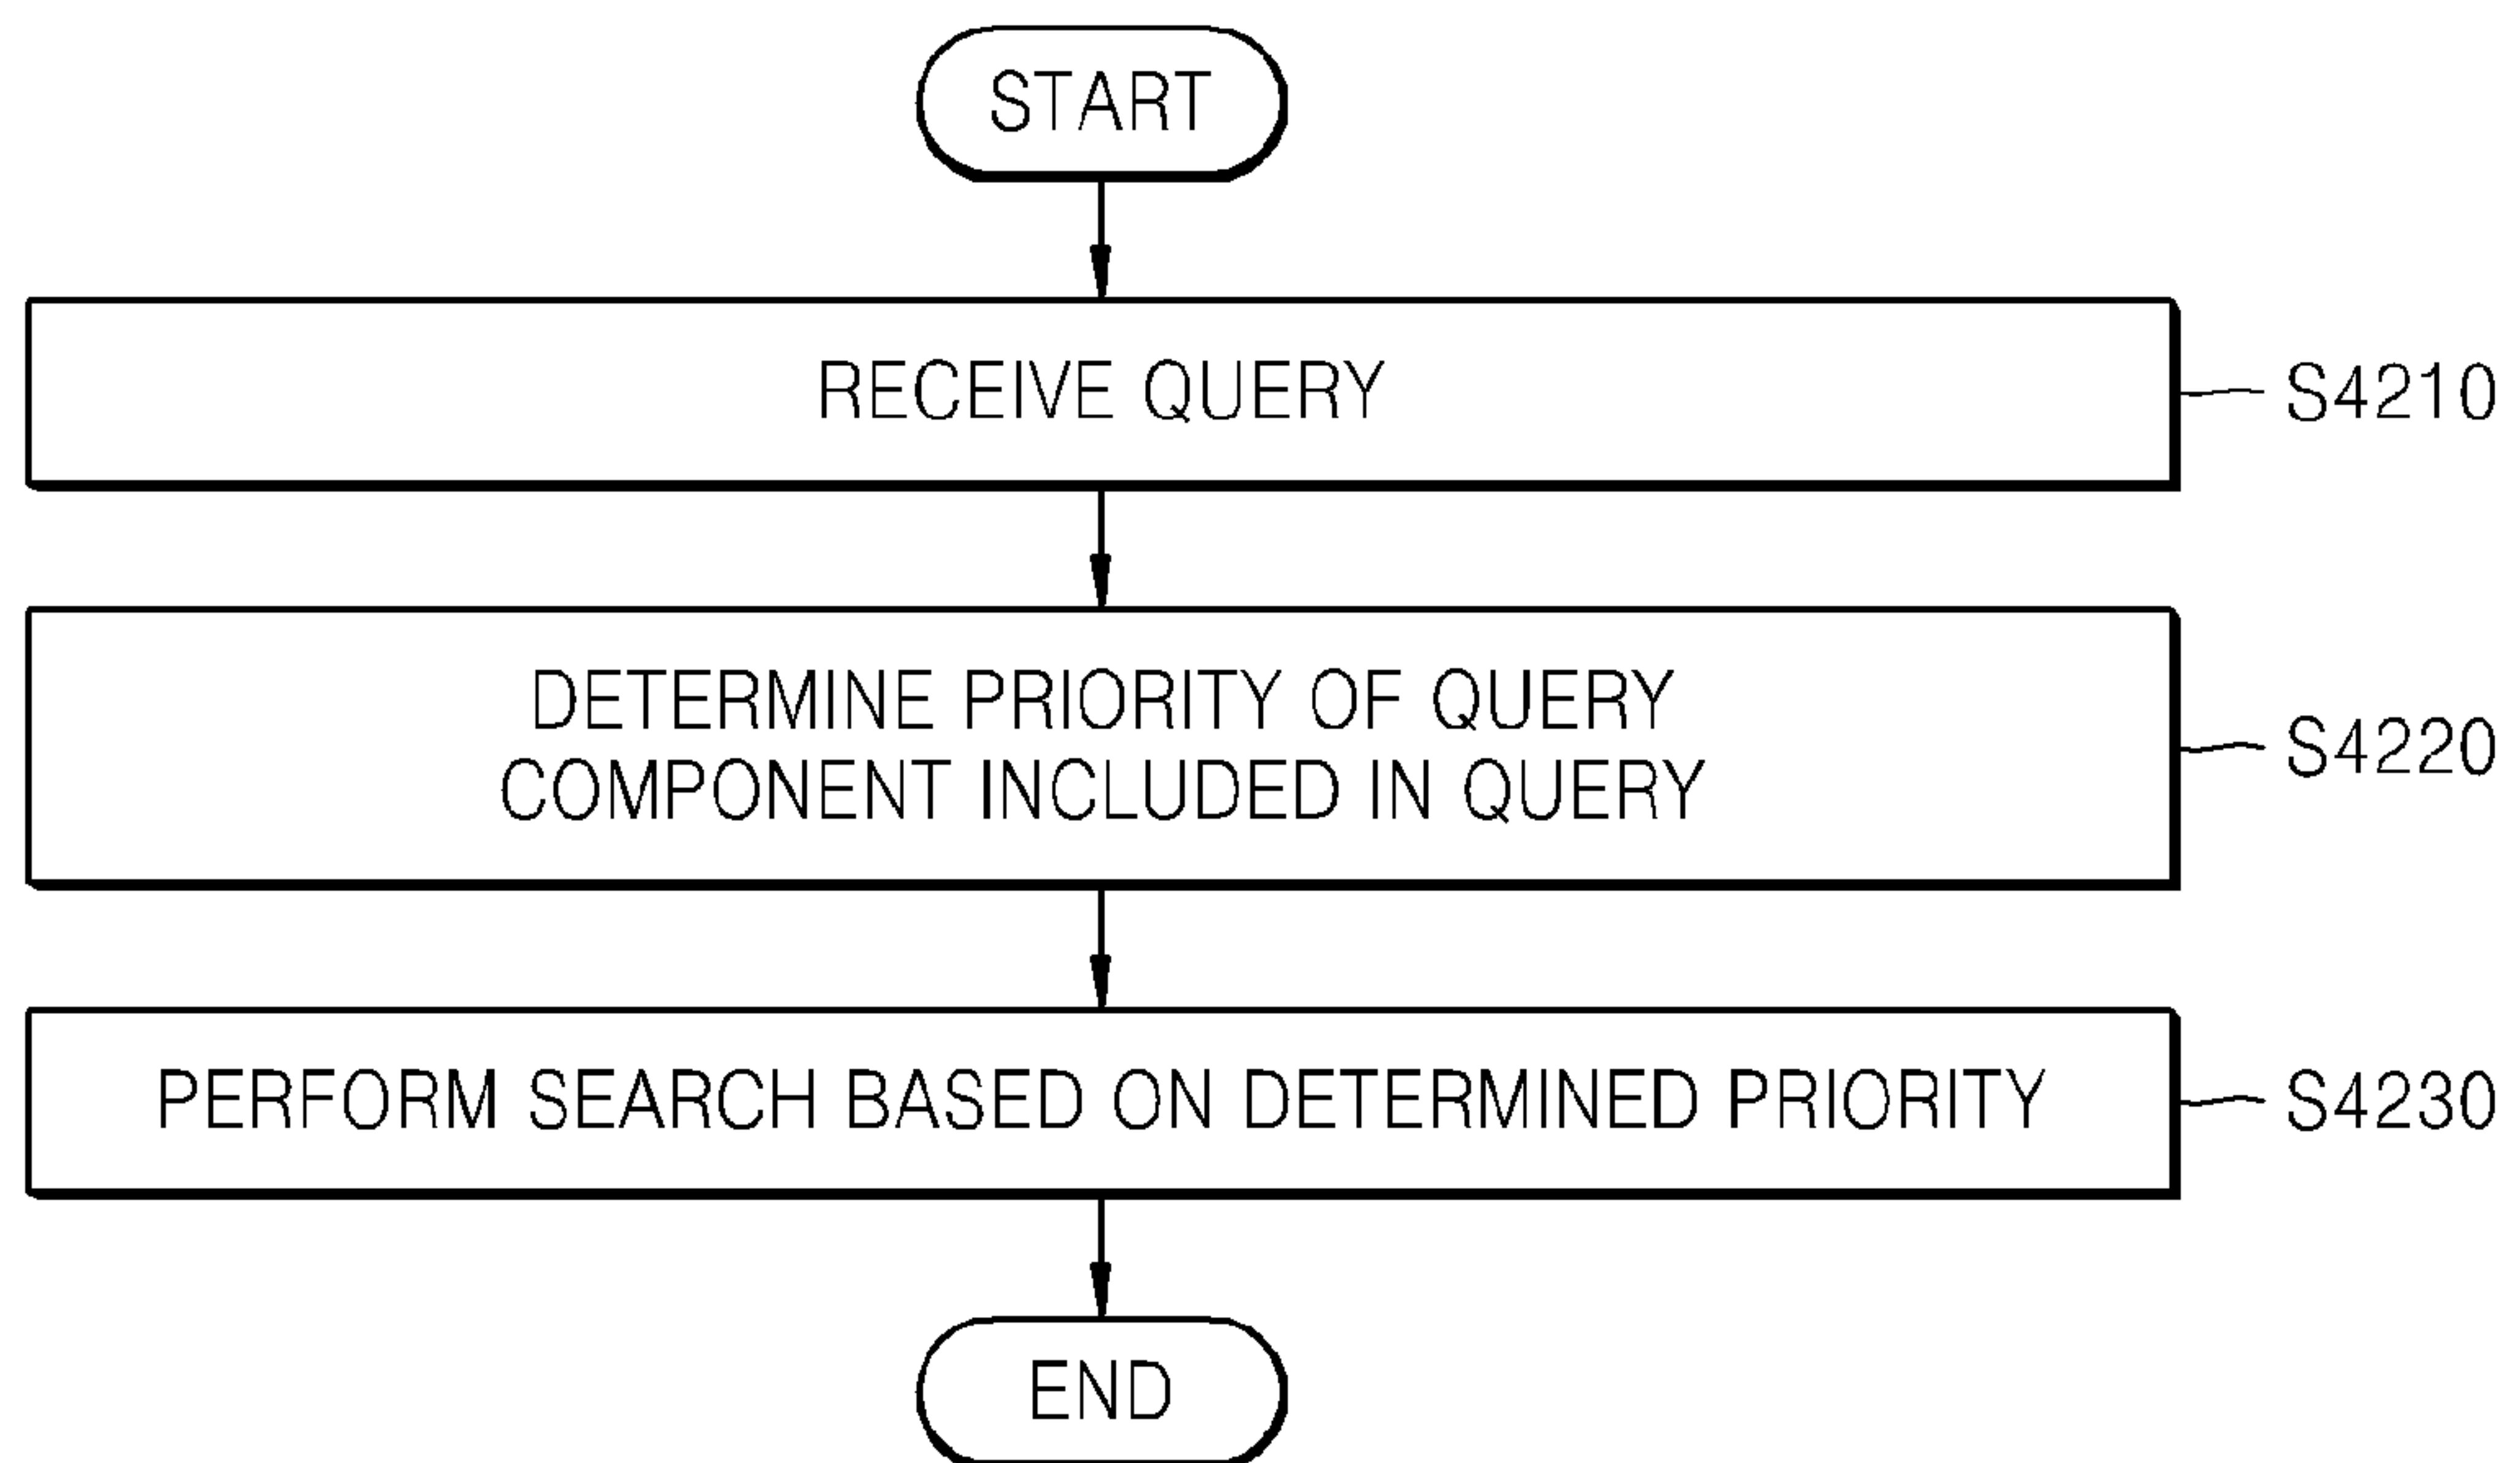 START
RECEIVE QUERY
S4210
DETERMINE PRIORITY OF QUERY
COMPONENT INCLUDED IN QUERY
S4220
PERFORM SEARCH BASED ON DETERMINED PRIORITY
S4230
END